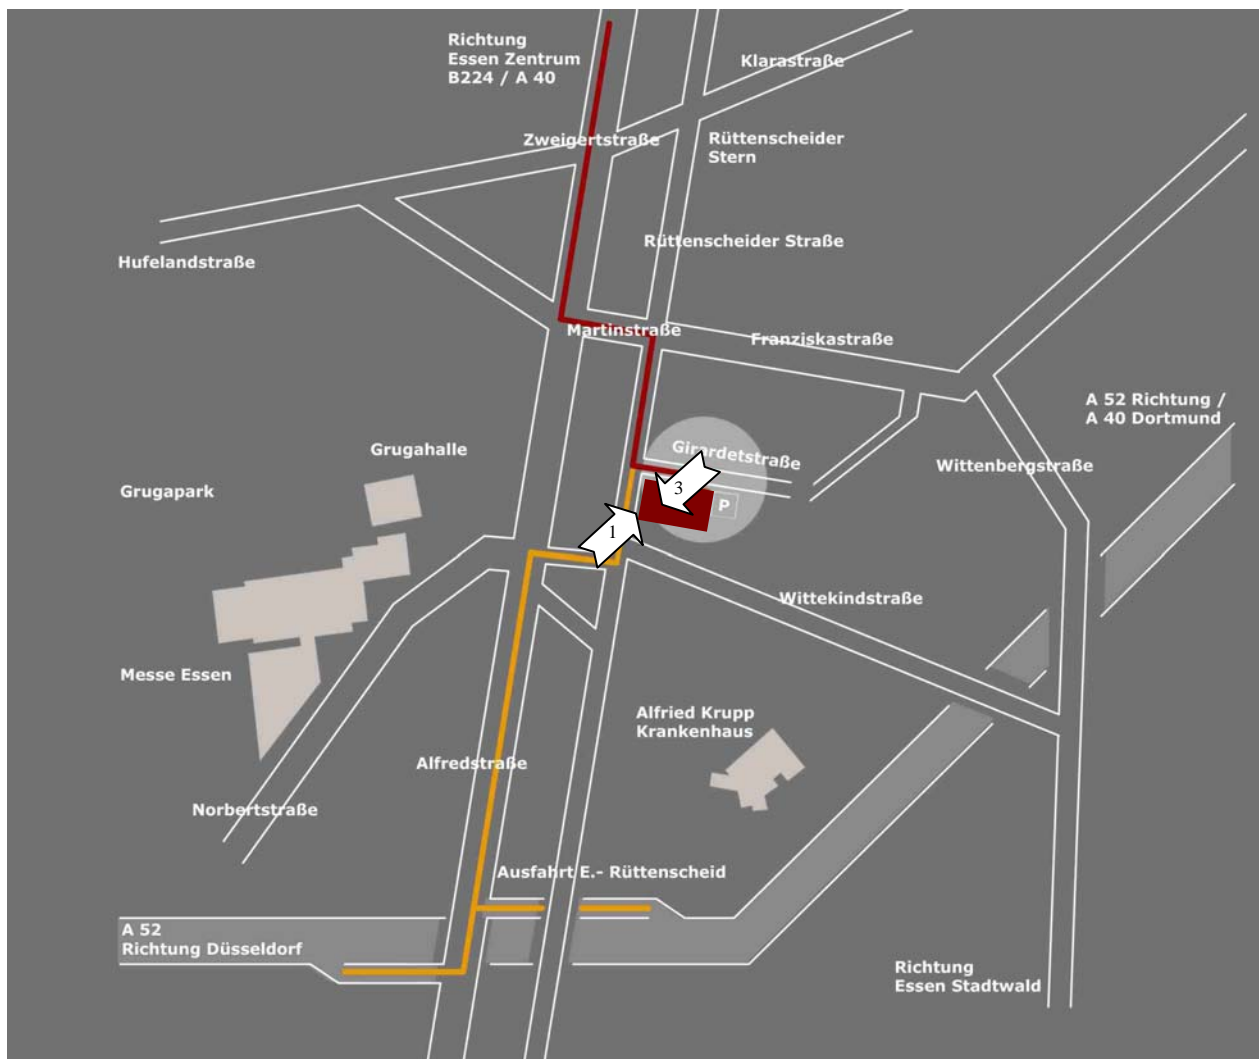 Richtung
Essen Zentrum
B224 / A 40
Klarastraße
Zweigertstraße
Rüttenscheider
Stern
Rüttenscheider Straße
Hufelandstraße
Martinstraße
Franziskastraße
A 52 Richtung /
A 40 Dortmund
Grugahalle
Girardetstraße
Wittenbergstraße
Grugapark
3
P
1
Wittekindstraße
Messe Essen
Alfried Krupp
Krankenhaus
Alfredstraße
Norbertstraße
Ausfahrt E.- Rüttenscheid
A 52
Richtung Düsseldorf
Richtung
Essen Stadtwald